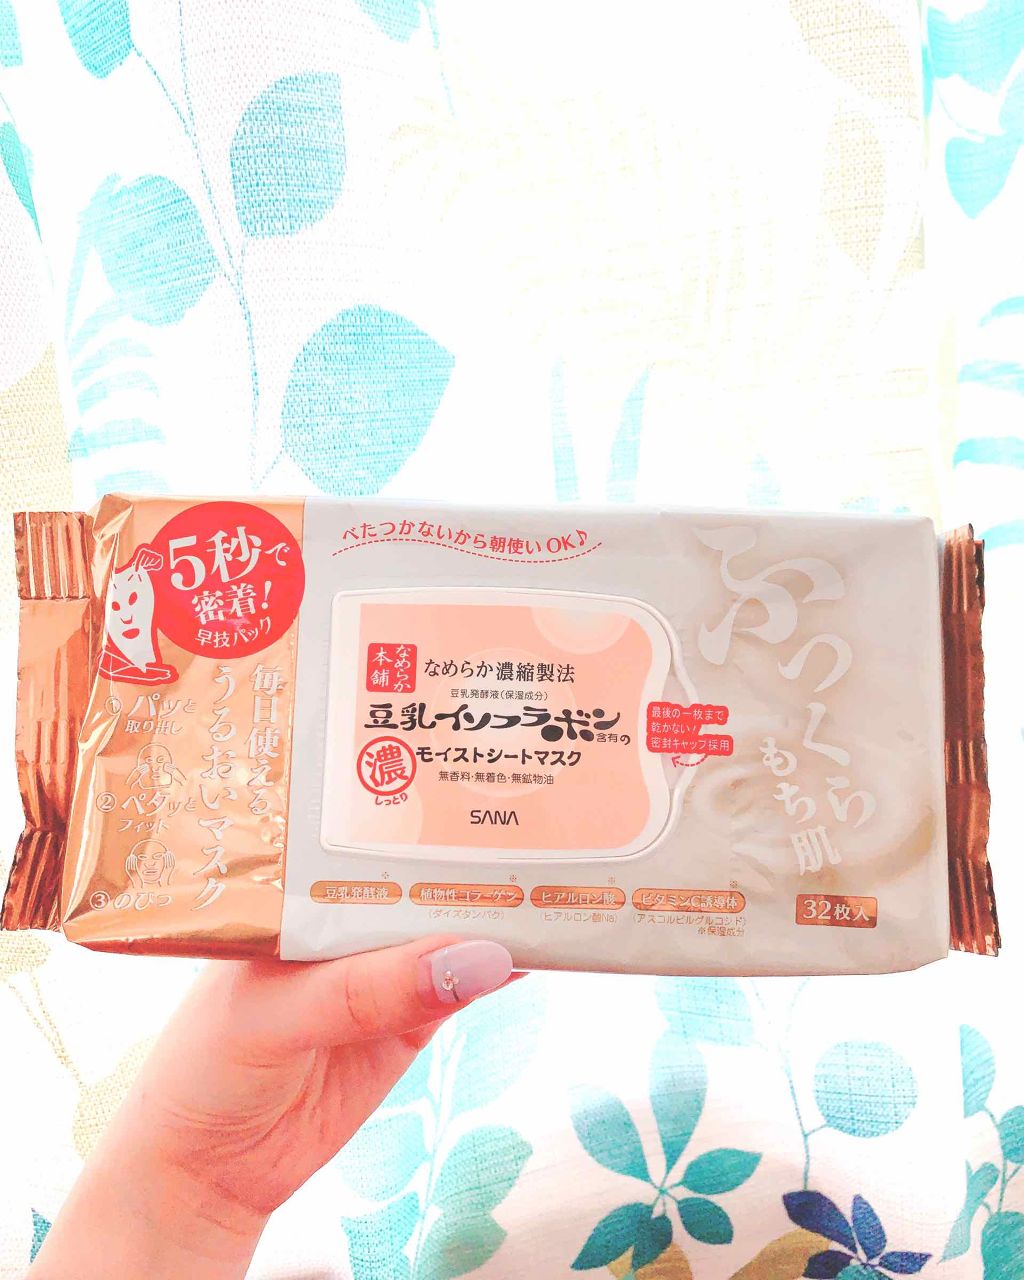 5秒で
密着!
早技パック
毎日使える
うるおいマスク
①パッと
取り出し
②ペタッと
フィット
③のびっ
べたつかないから朝使いOK♪
なめらか
本舗
なめらか濃縮製法
豆乳発酵液(保湿成分)
豆乳イソフラボン
含有の
濃
しっとり
モイストシートマスク
無香料・無着色・無鉱物油
SANA
最後の一枚まで
乾かない!
密封キャップ採用
ふっくら
もち肌
※
豆乳発酵液
※
植物性コラーゲン
(ダイズタンパク)
※
ヒアルロン酸
(ヒアルロン酸Na)
※
ビタミンC誘導体
(アスコルビルグルコシド)
※保湿成分
32枚入